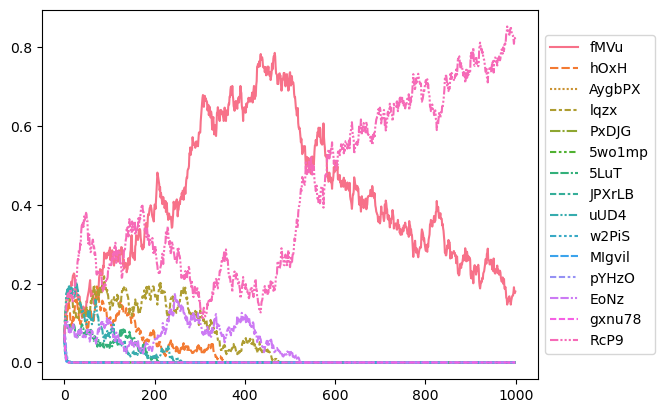 0.8
0.6
0.4
0.2
0.0
0 200 400 600 800 1000
fMVu
hOxH
AygbPX
lqzx
PxDJG
5wo1mp
5LuT
JPXrLB
uUD4
w2PiS
MIgvil
pYHzO
EoNz
gxnu78
RcP9